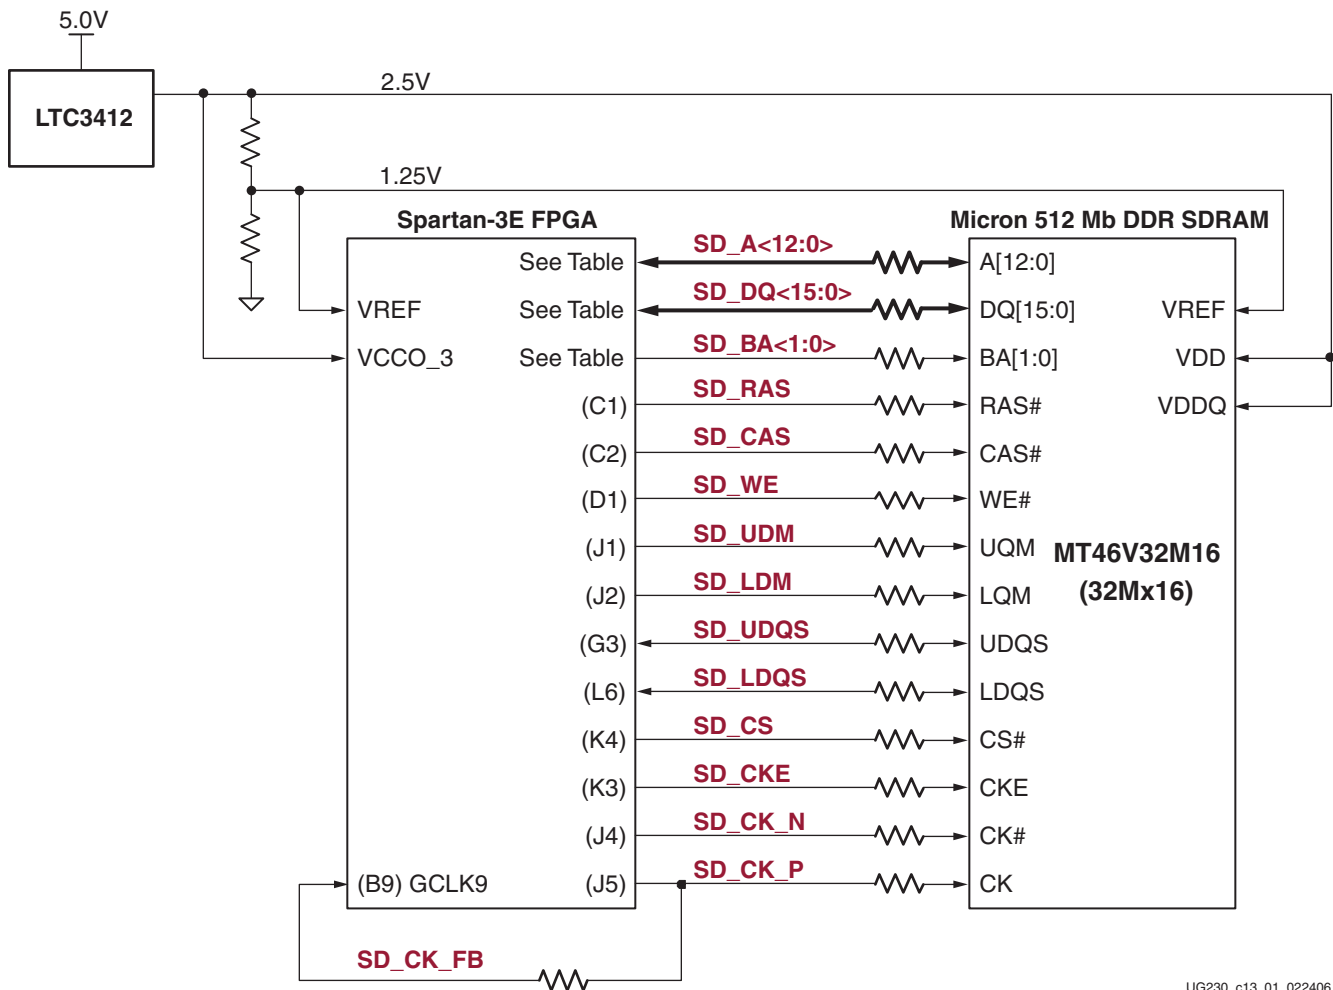 5.0V
LTC3412
2.5V
1.25V
Spartan-3E FPGA
Micron 512 Mb DDR SDRAM
See Table
SD_A<12:0>
A[12:0]
VREF
See Table
SD_DQ<15:0>
DQ[15:0]
VREF
VCCO_3
See Table
SD_BA<1:0>
BA[1:0]
VDD
(C1)
SD_RAS
RAS#
VDDQ
(C2)
SD_CAS
CAS#
(D1)
SD_WE
WE#
(J1)
SD_UDM
UQM
MT46V32M16
(32Mx16)
(J2)
SD_LDM
LQM
(G3)
SD_UDQS
UDQS
(L6)
SD_LDQS
LDQS
(K4)
SD_CS
CS#
(K3)
SD_CKE
CKE
(J4)
SD_CK_N
CK#
(B9) GCLK9
(J5)
SD_CK_P
CK
SD_CK_FB
UG230_c13_01_022406